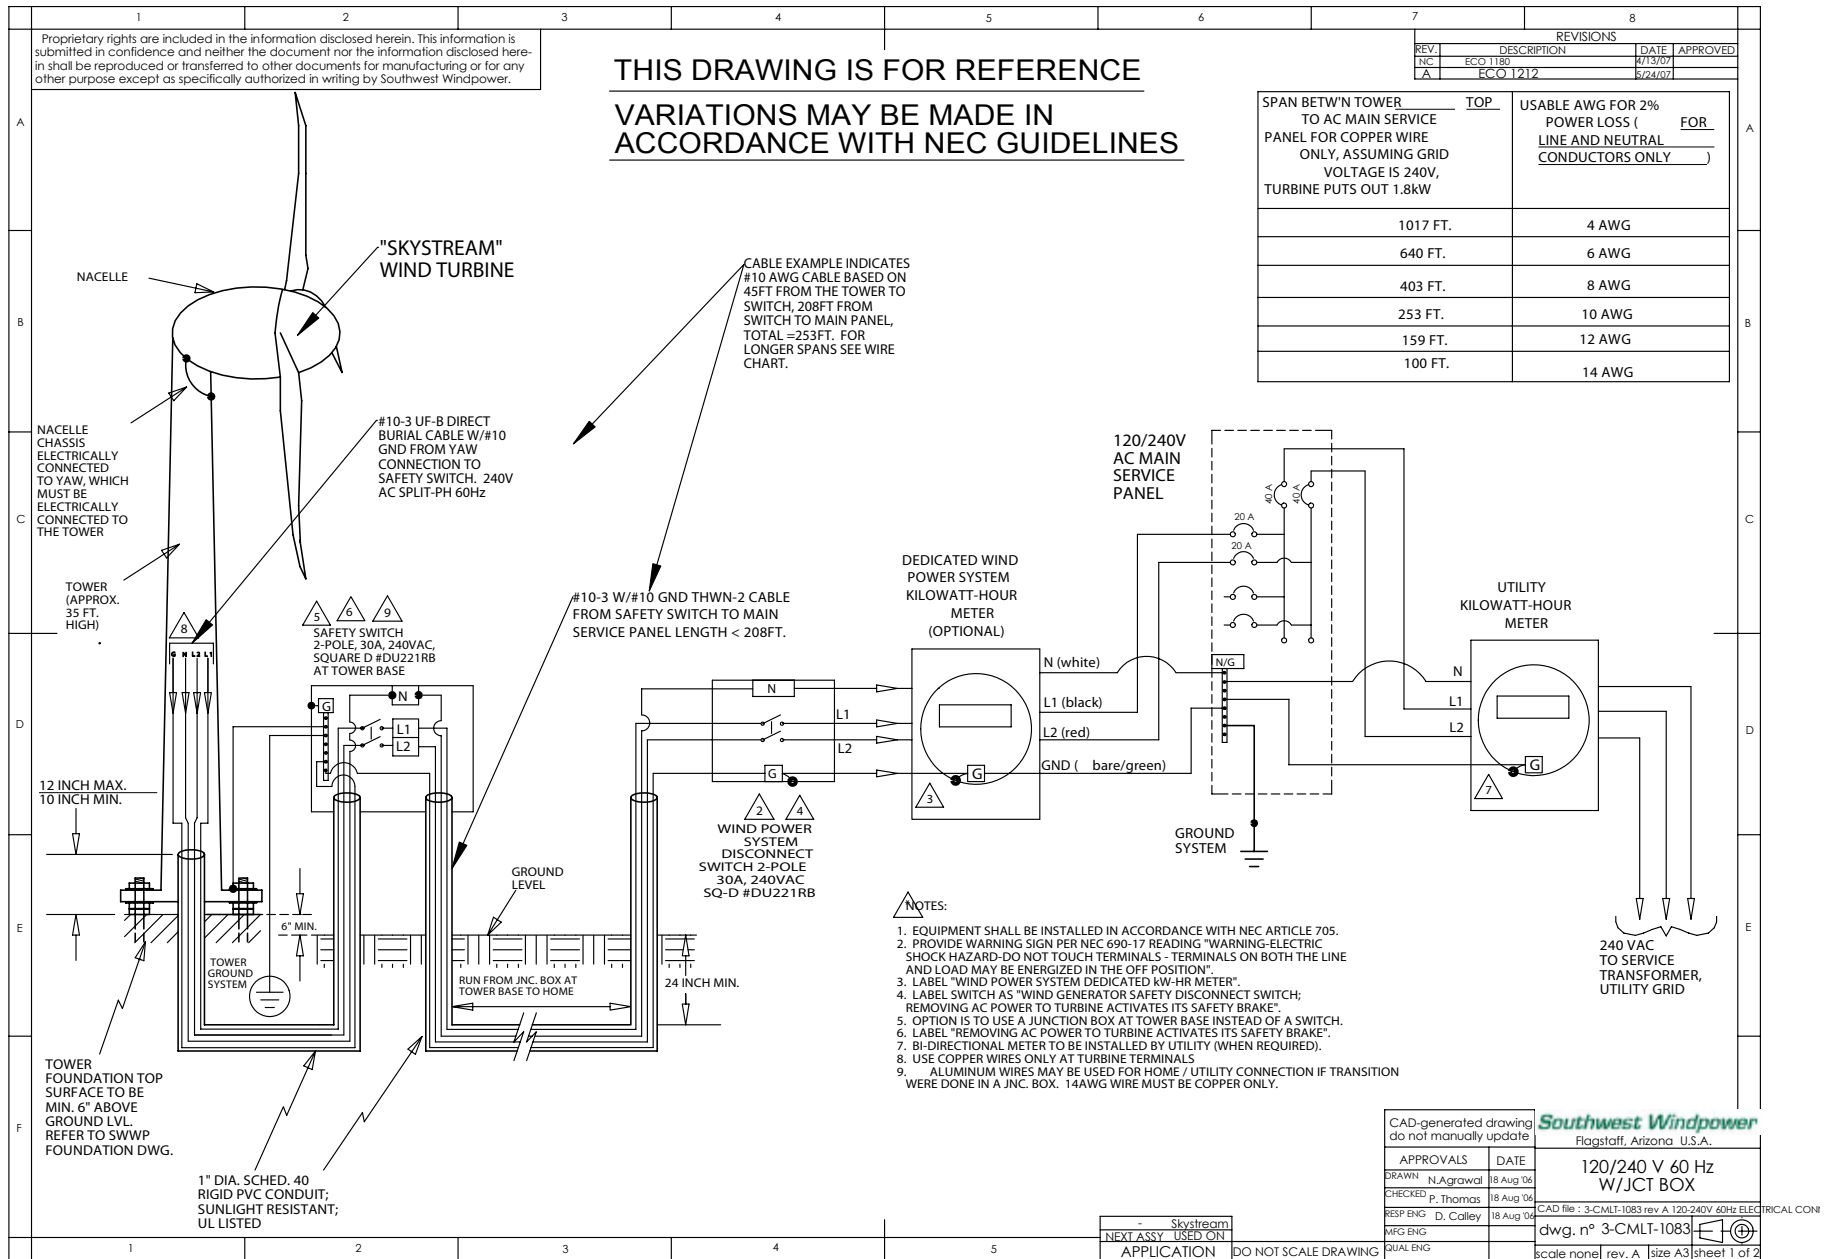 1 2 3 4 5 6 7 8
Proprietary rights are included in the information disclosed herein. This information is
submitted in confidence and neither the document nor the information disclosed here-
in shall be reproduced or transferred to other documents for manufacturing or for any
other purpose except as specifically authorized in writing by Southwest Windpower.
THIS DRAWING IS FOR REFERENCE
VARIATIONS MAY BE MADE IN
ACCORDANCE WITH NEC GUIDELINES
REVISIONS
REV. DESCRIPTION DATE APPROVED
NC ECO 1180 4/13/07
A ECO 1212 5/24/07
SPAN BETW'N TOWER TOP
TO AC MAIN SERVICE
PANEL FOR COPPER WIRE
ONLY, ASSUMING GRID
VOLTAGE IS 240V,
TURBINE PUTS OUT 1.8kW
USABLE AWG FOR 2%
POWER LOSS ( FOR
LINE AND NEUTRAL
CONDUCTORS ONLY )
1017 FT. 4 AWG
640 FT. 6 AWG
403 FT. 8 AWG
253 FT. 10 AWG
159 FT. 12 AWG
100 FT. 14 AWG
A
B
C
D
E
F
A
B
C
D
E
"SKYSTREAM"
WIND TURBINE
NACELLE
CABLE EXAMPLE INDICATES
#10 AWG CABLE BASED ON
45FT FROM THE TOWER TO
SWITCH, 208FT FROM
SWITCH TO MAIN PANEL,
TOTAL =253FT. FOR
LONGER SPANS SEE WIRE
CHART.
#10-3 UF-B DIRECT
BURIAL CABLE W/#10
GND FROM YAW
CONNECTION TO
SAFETY SWITCH. 240V
AC SPLIT-PH 60Hz
NACELLE
CHASSIS
ELECTRICALLY
CONNECTED
TO YAW, WHICH
MUST BE
ELECTRICALLY
CONNECTED TO
THE TOWER
TOWER
(APPROX.
35 FT.
HIGH)
8
G N L2 L1
5 6 9
SAFETY SWITCH
2-POLE, 30A, 240VAC,
SQUARE D #DU221RB
AT TOWER BASE
N
G
L1
L2
#10-3 W/#10 GND THWN-2 CABLE
FROM SAFETY SWITCH TO MAIN
SERVICE PANEL LENGTH < 208FT.
N
L1
L2
G
2 4
WIND POWER
SYSTEM
DISCONNECT
SWITCH 2-POLE
30A, 240VAC
SQ-D #DU221RB
DEDICATED WIND
POWER SYSTEM
KILOWATT-HOUR
METER
(OPTIONAL)
G
3
N (white)
L1 (black)
L2 (red)
GND ( bare/green)
120/240V
AC MAIN
SERVICE
PANEL
40 A
40 A
20 A
20 A
N/G
GROUND
SYSTEM
UTILITY
KILOWATT-HOUR
METER
N
L1
L2
G
7
240 VAC
TO SERVICE
TRANSFORMER,
UTILITY GRID
12 INCH MAX.
10 INCH MIN.
6" MIN.
TOWER
GROUND
SYSTEM
GROUND
LEVEL
RUN FROM JNC. BOX AT
TOWER BASE TO HOME
24 INCH MIN.
TOWER
FOUNDATION TOP
SURFACE TO BE
MIN. 6" ABOVE
GROUND LVL.
REFER TO SWWP
FOUNDATION DWG.
1" DIA. SCHED. 40
RIGID PVC CONDUIT;
SUNLIGHT RESISTANT;
UL LISTED
NOTES:
1. EQUIPMENT SHALL BE INSTALLED IN ACCORDANCE WITH NEC ARTICLE 705.
2. PROVIDE WARNING SIGN PER NEC 690-17 READING "WARNING-ELECTRIC
SHOCK HAZARD-DO NOT TOUCH TERMINALS - TERMINALS ON BOTH THE LINE
AND LOAD MAY BE ENERGIZED IN THE OFF POSITION".
3. LABEL "WIND POWER SYSTEM DEDICATED kW-HR METER".
4. LABEL SWITCH AS "WIND GENERATOR SAFETY DISCONNECT SWITCH;
REMOVING AC POWER TO TURBINE ACTIVATES ITS SAFETY BRAKE".
5. OPTION IS TO USE A JUNCTION BOX AT TOWER BASE INSTEAD OF A SWITCH.
6. LABEL "REMOVING AC POWER TO TURBINE ACTIVATES ITS SAFETY BRAKE".
7. BI-DIRECTIONAL METER TO BE INSTALLED BY UTILITY (WHEN REQUIRED).
8. USE COPPER WIRES ONLY AT TURBINE TERMINALS
9. ALUMINUM WIRES MAY BE USED FOR HOME / UTILITY CONNECTION IF TRANSITION
WERE DONE IN A JNC. BOX. 14AWG WIRE MUST BE COPPER ONLY.
CAD-generated drawing
do not manually update
Southwest Windpower
Flagstaff, Arizona U.S.A.
APPROVALS DATE
DRAWN N.Agrawal 18 Aug '06
CHECKED P. Thomas 18 Aug '06
RESP ENG D. Calley 18 Aug '06
MFG ENG
QUAL ENG
120/240 V 60 Hz
W/JCT BOX
CAD file : 3-CMLT-1083 rev A 120-240V 60Hz ELECTRICAL CON
dwg. n° 3-CMLT-1083
scale none rev. A size A3 sheet 1 of 2
- Skystream
NEXT ASSY USED ON
APPLICATION DO NOT SCALE DRAWING
1 2 3 4 5